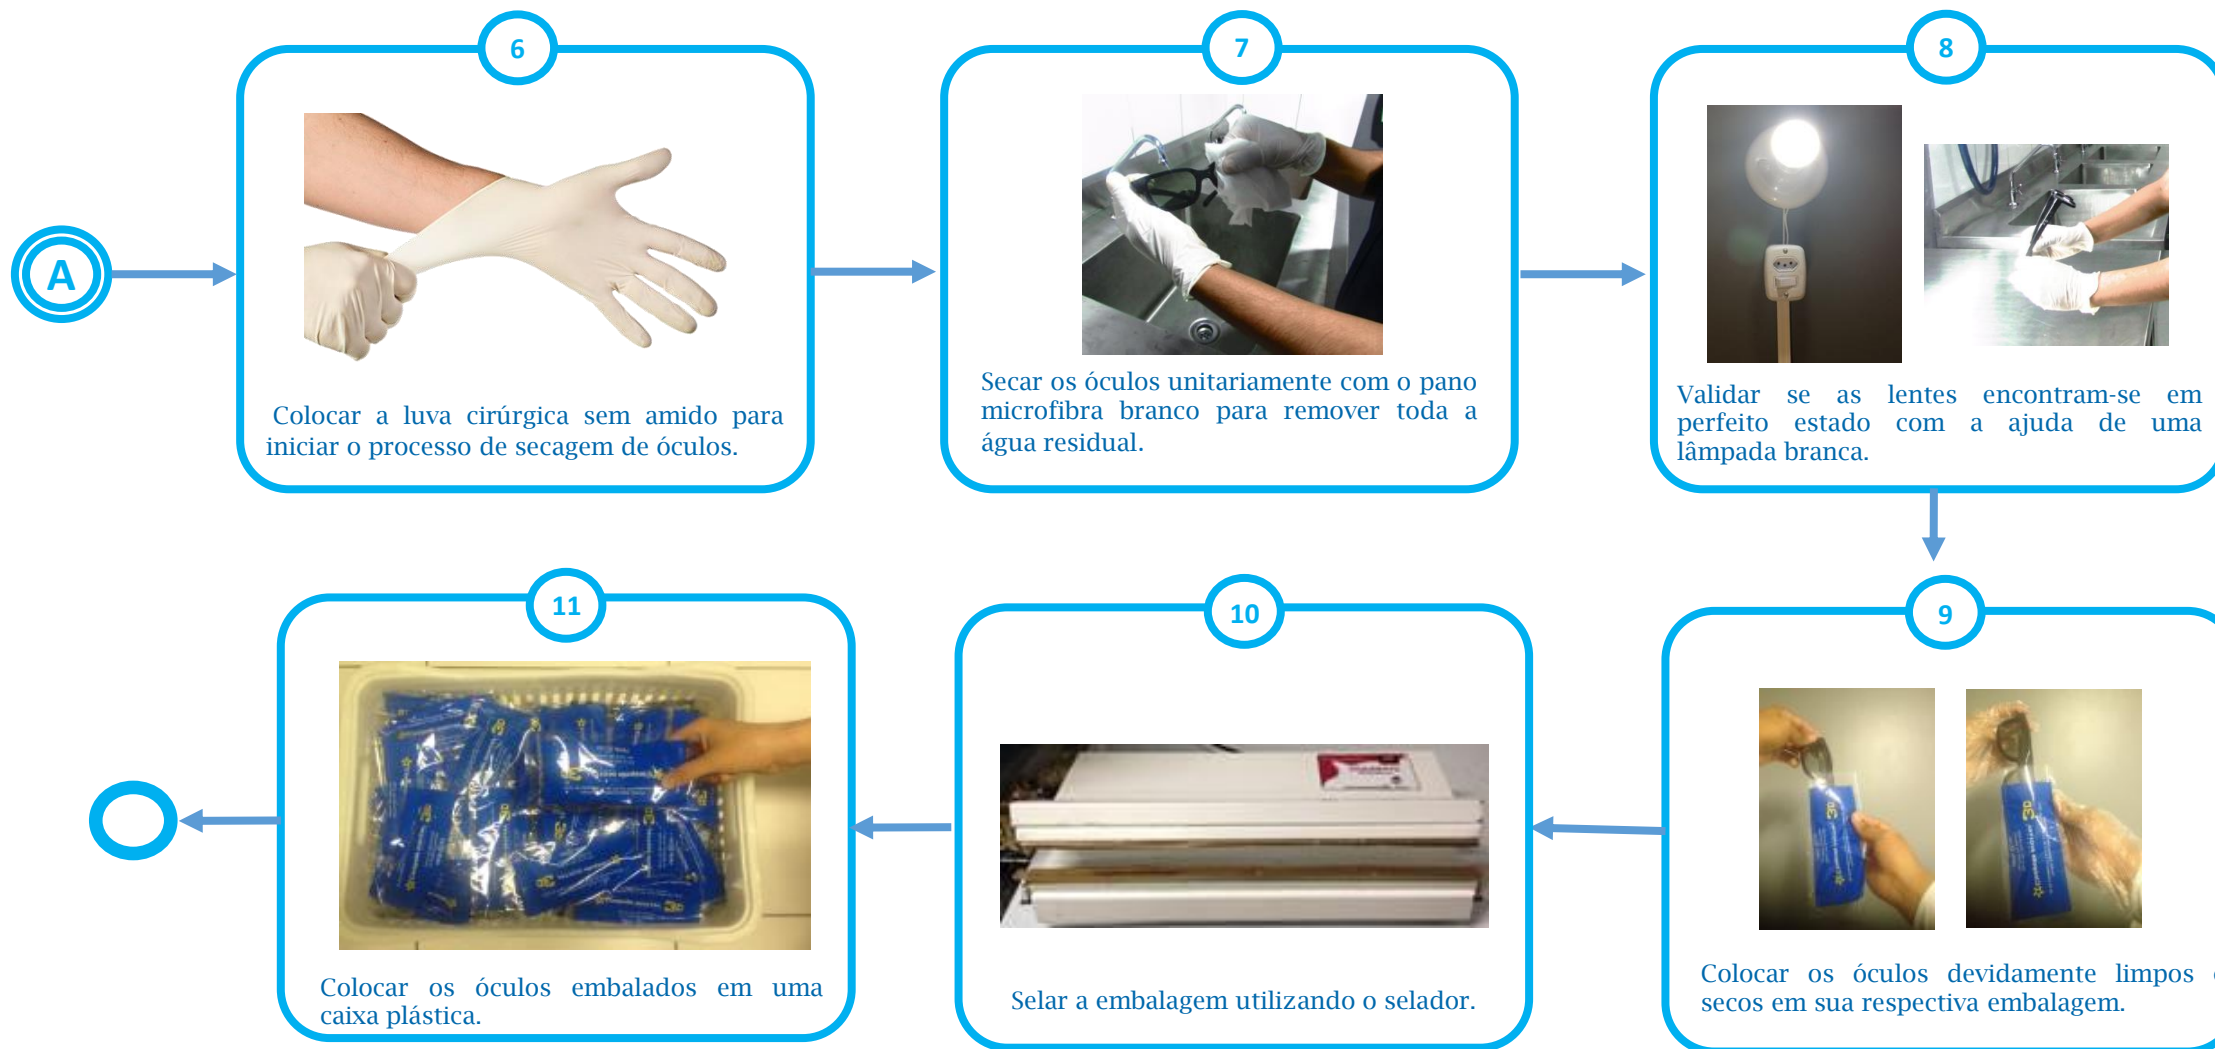 6
7
8
A
Colocar a luva cirúrgica sem amido para
iniciar o processo de secagem de óculos.
Secar os óculos unitariamente com o pano
microfibra branco para remover toda a
água residual.
Validar se as lentes encontram-se em
perfeito estado com a ajuda de uma
lâmpada branca.
11
10
9
3D
3D
Colocar os óculos embalados em uma
caixa plástica.
Selar a embalagem utilizando o selador.
Colocar os óculos devidamente limpos
secos em sua respectiva embalagem.